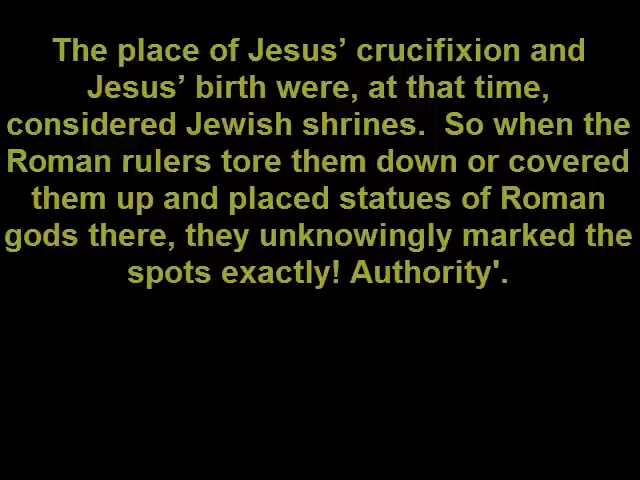 The place of Jesus’ crucifixion and
Jesus’ birth were, at that time,
considered Jewish shrines.  So when the
Roman rulers tore them down or covered
them up and placed statues of Roman
gods there, they unknowingly marked the
spots exactly! Authority'.